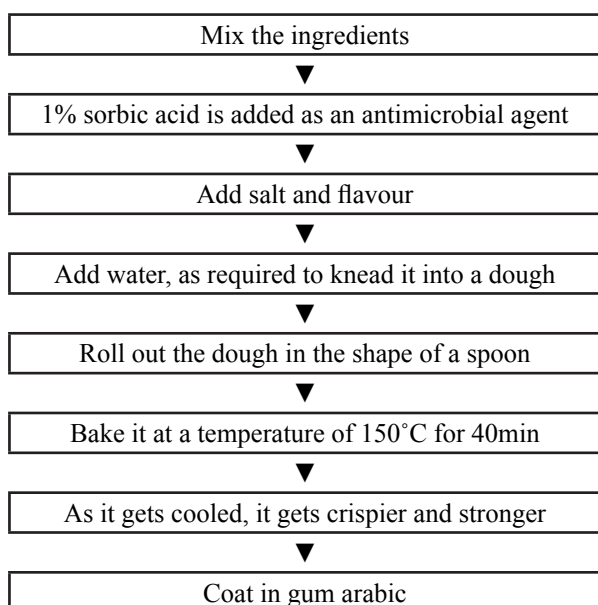 Mix the ingredients
1% sorbic acid is added as an antimicrobial agent
Add salt and flavour
Add water, as required to knead it into a dough
Roll out the dough in the shape of a spoon
Bake it at a temperature of 150˚C for 40min
As it gets cooled, it gets crispier and stronger
Coat in gum arabic